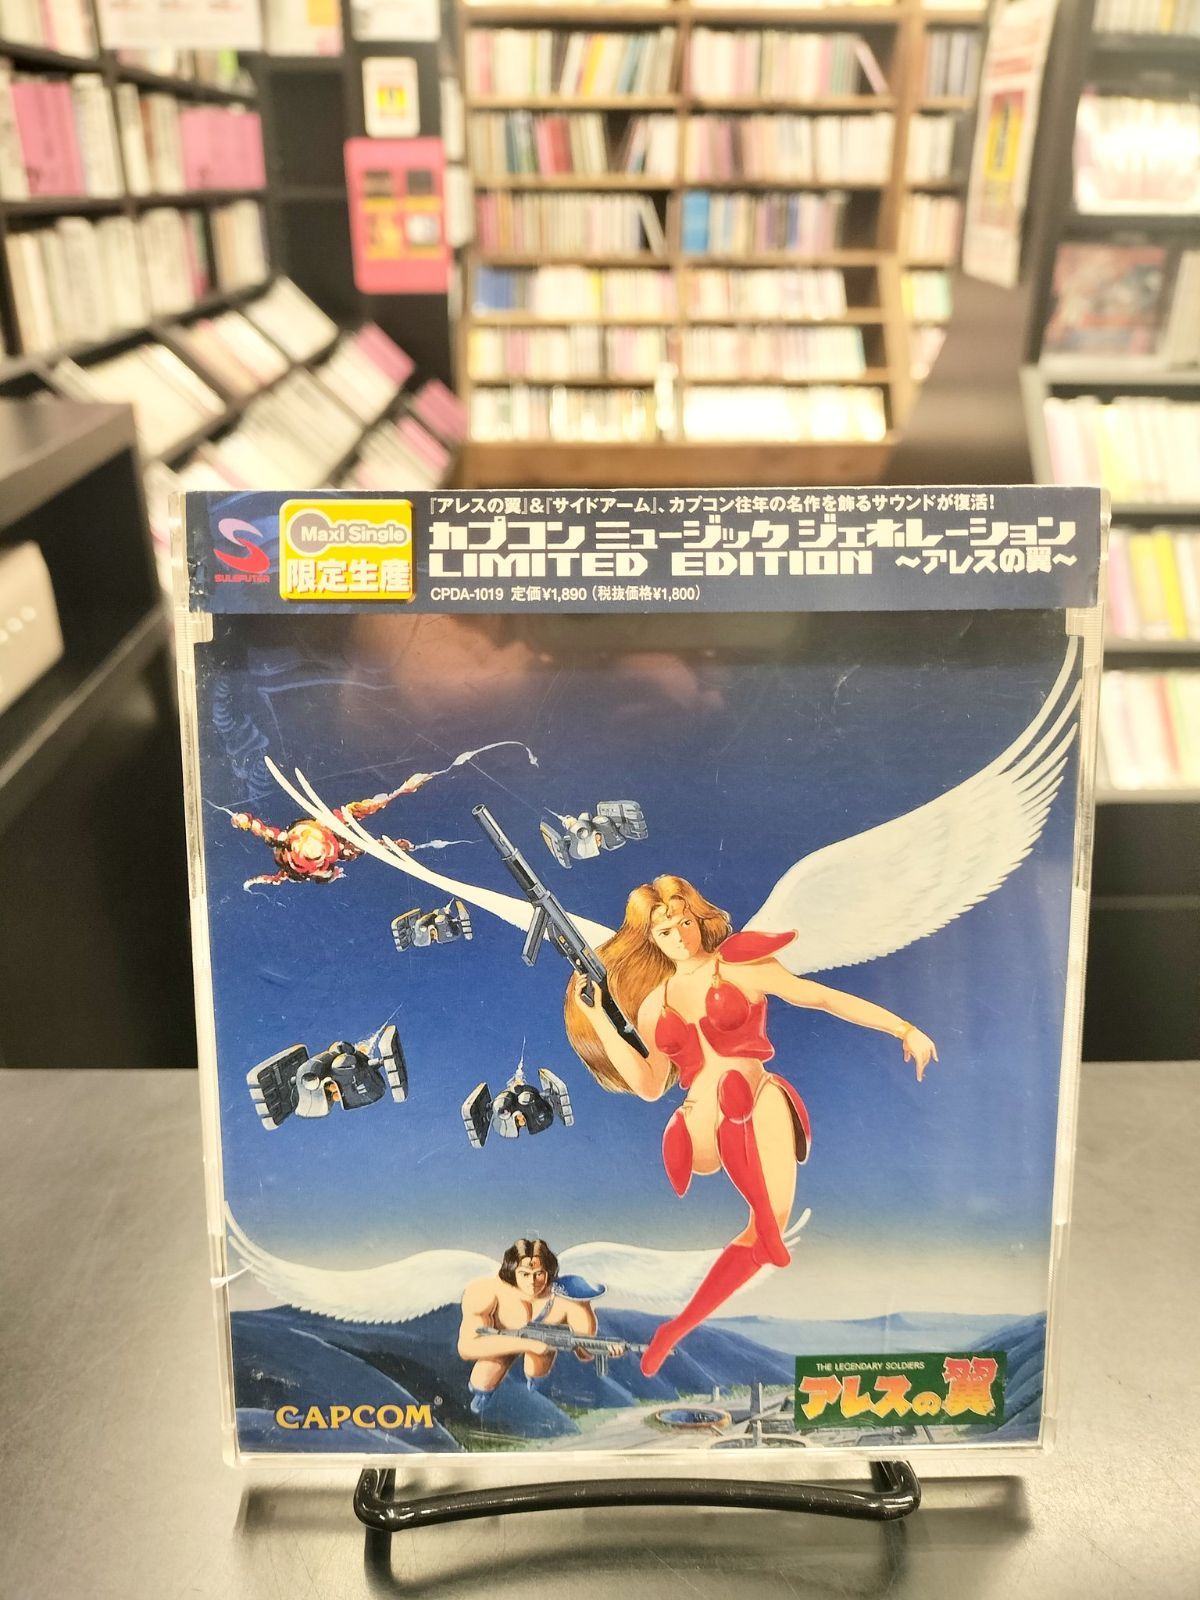 『アレスの翼』&『サイドアーム』、カプコン往年の名作を飾るサウンドが復活!
Maxi Single
限定生産
カプコン ミュージック ジェネレーション
LIMITED EDITION ～アレスの翼～
SULEPUTER
CPDA-1019 定価¥1,890（税抜価格¥1,800）
THE LEGENDARY SOLDIERS
アレスの翼
CAPCOM®